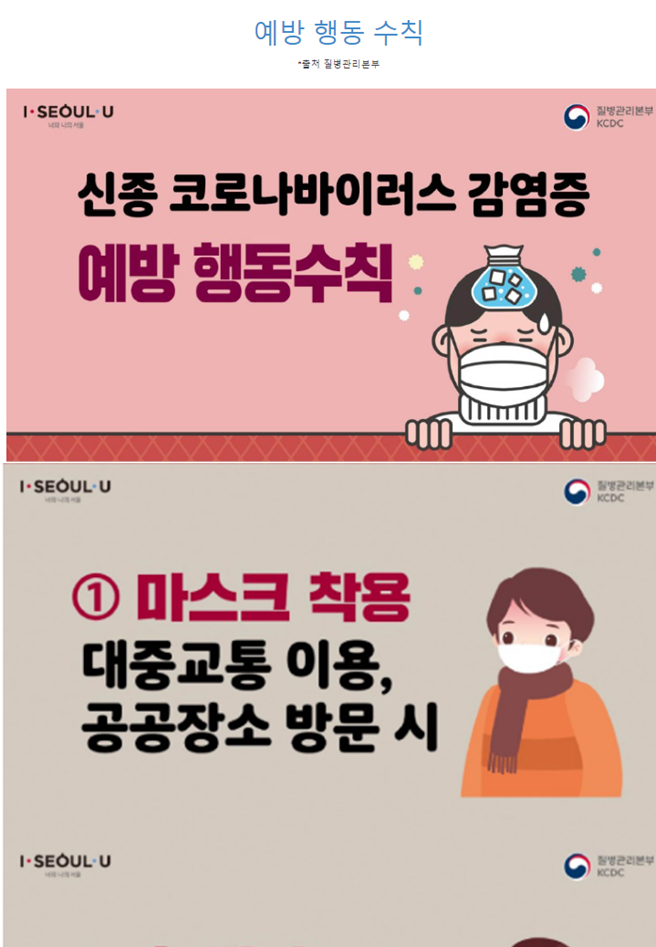 예방 행동 수칙
*출처 질병관리본부
I·SEOUL·U
너와 나의 서울
질병관리본부
KCDC
신종 코로나바이러스 감염증
예방 행동수칙
I·SEOUL·U
너와 나의 서울
질병관리본부
KCDC
① 마스크 착용
대중교통 이용,
공공장소 방문 시
I·SEOUL·U
너와 나의 서울
질병관리본부
KCDC